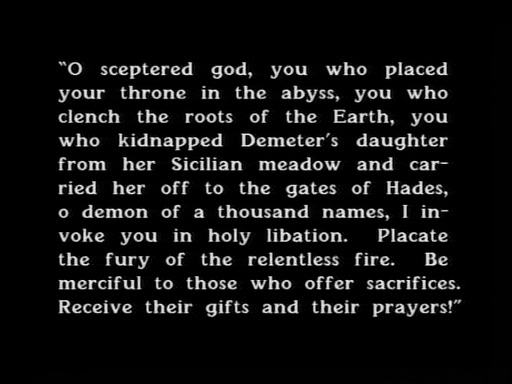 “O sceptered god, you who placed
your throne in the abyss, you who
clench the roots of the Earth, you
who kidnapped Demeter's daughter
from her Sicilian meadow and car-
ried her off to the gates of Hades,
o demon of a thousand names, I in-
voke you in holy libation. Placate
the fury of the relentless fire. Be
merciful to those who offer sacrifices.
Receive their gifts and their prayers!”